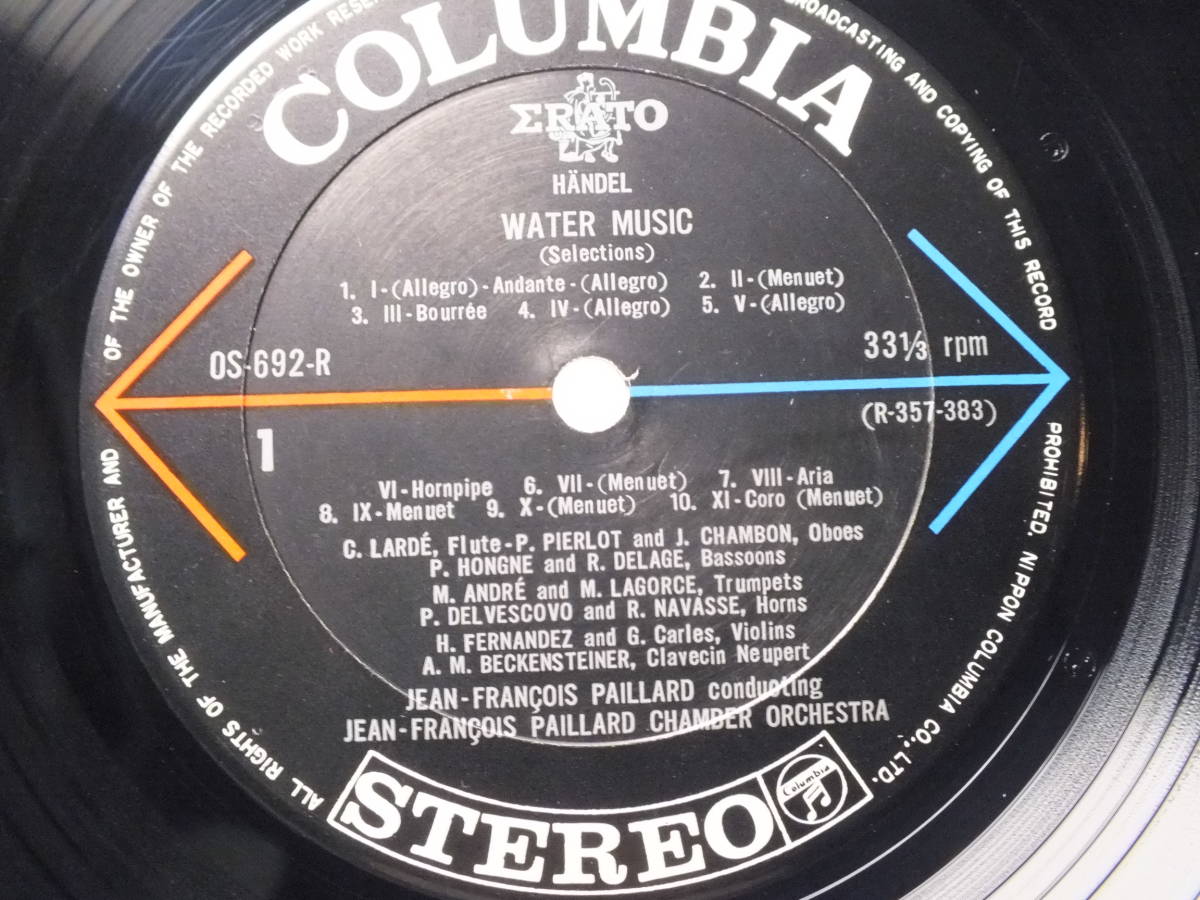 COLUMBIA
ΣRATO
HÄNDEL
WATER MUSIC
(Selections)
1. I-(Allegro)-Andante-(Allegro) 2. II-(Menuet)
3. III-Bourrée 4. IV-(Allegro) 5. V-(Allegro)
OS-692-R
33⅓ rpm
(R-357-383)
1
VI-Hornpipe 6. VII-(Menuet) 7. VIII-Aria
8. IX-Menuet 9. X-(Menuet) 10. XI-Coro (Menuet)
C. LARDÉ, Flute-P. PIERLOT and J. CHAMBON, Oboes
P. HONGNE and R. DELAGE, Bassoons
M. ANDRÉ and M. LAGORCE, Trumpets
P. DELVESCOVO and R. NAVASSE, Horns
H. FERNANDEZ and G. Carles, Violins
A. M. BECKENSTEINER, Clavecin Neupert
JEAN-FRANÇOIS PAILLARD conducting
JEAN-FRANÇOIS PAILLARD CHAMBER ORCHESTRA
STEREO
Columbia
ALL RIGHTS OF THE MANUFACTURER AND OF THE OWNER OF THE RECORDED WORK
BROADCASTING AND COPYING OF THIS RECORD PROHIBITED. NIPPON COLUMBIA CO., LTD.